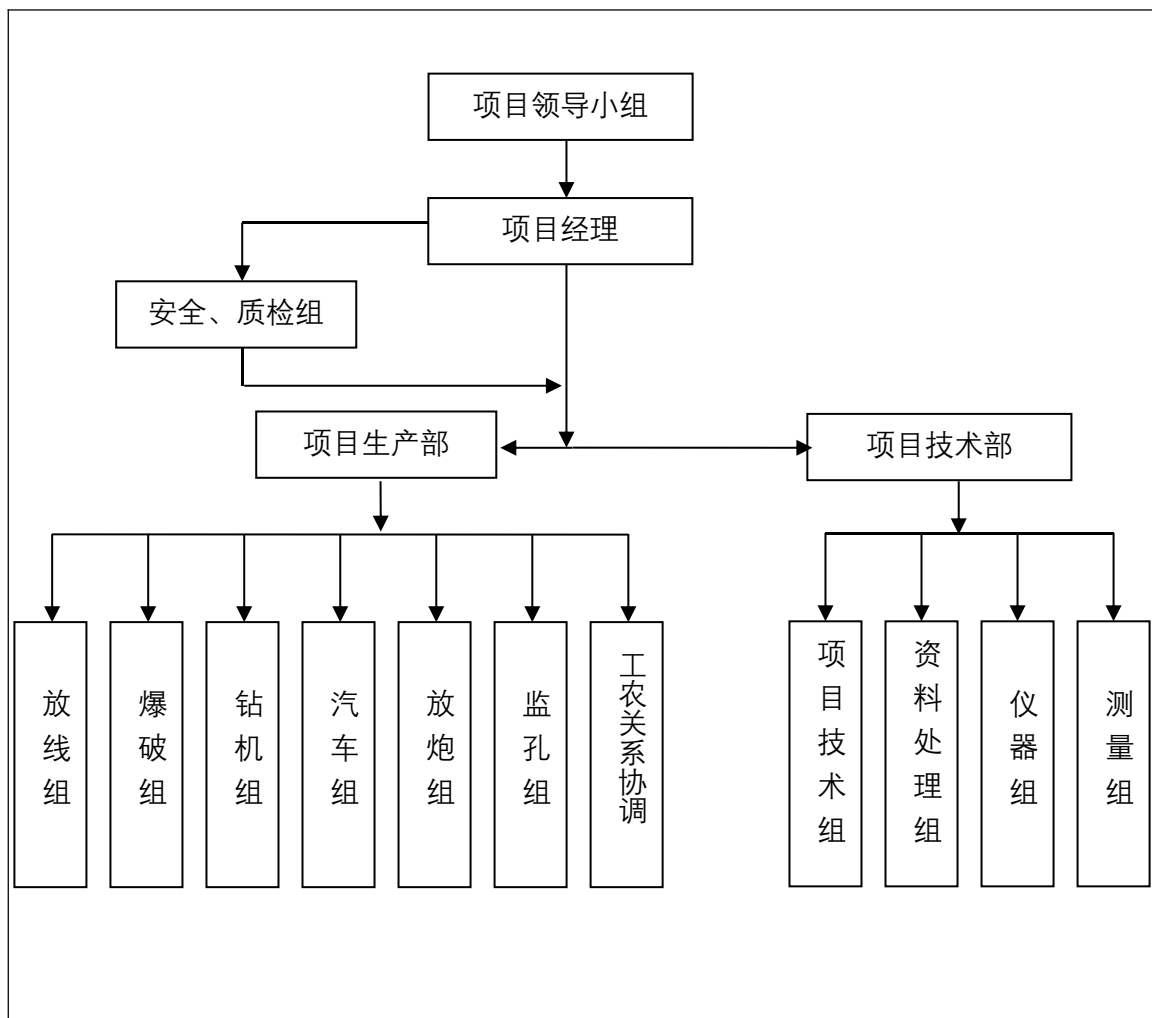 项目领导小组
项目经理
安全、质检组
项目生产部
项目技术部
放线组
爆破组
钻机组
汽车组
放炮组
监孔组
工农关系协调
项目技术组
资料处理组
仪器组
测量组